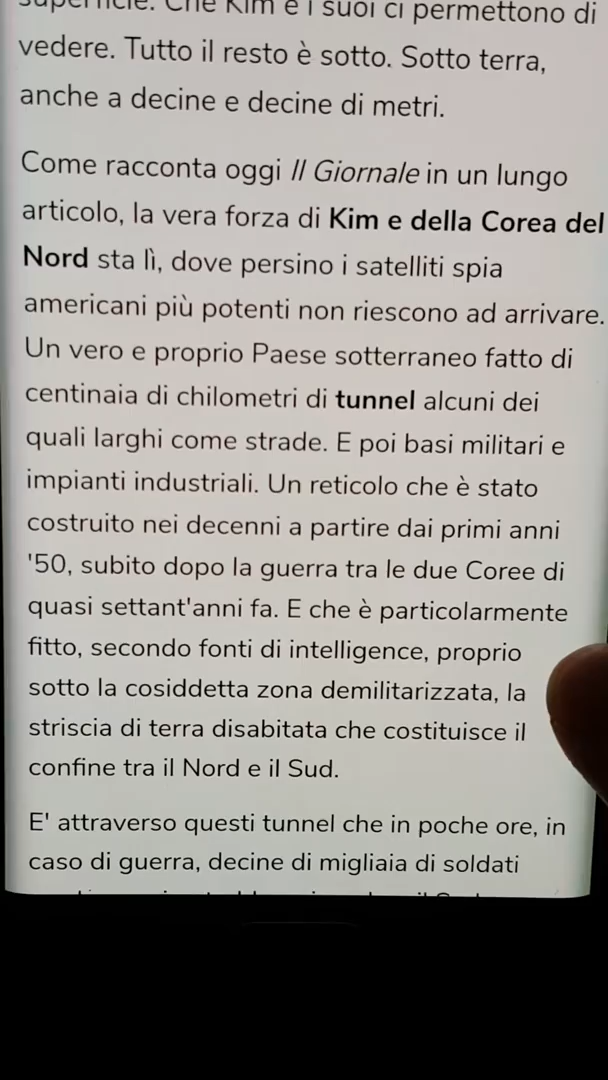 superficie. Che Kim e i suoi ci permettono di
vedere. Tutto il resto è sotto. Sotto terra,
anche a decine e decine di metri.
Come racconta oggi Il Giornale in un lungo
articolo, la vera forza di Kim e della Corea del
Nord sta lì, dove persino i satelliti spia
americani più potenti non riescono ad arrivare.
Un vero e proprio Paese sotterraneo fatto di
centinaia di chilometri di tunnel alcuni dei
quali larghi come strade. E poi basi militari e
impianti industriali. Un reticolo che è stato
costruito nei decenni a partire dai primi anni
'50, subito dopo la guerra tra le due Coree di
quasi settant'anni fa. E che è particolarmente
fitto, secondo fonti di intelligence, proprio
sotto la cosiddetta zona demilitarizzata, la
striscia di terra disabitata che costituisce il
confine tra il Nord e il Sud.
E' attraverso questi tunnel che in poche ore, in
caso di guerra, decine di migliaia di soldati